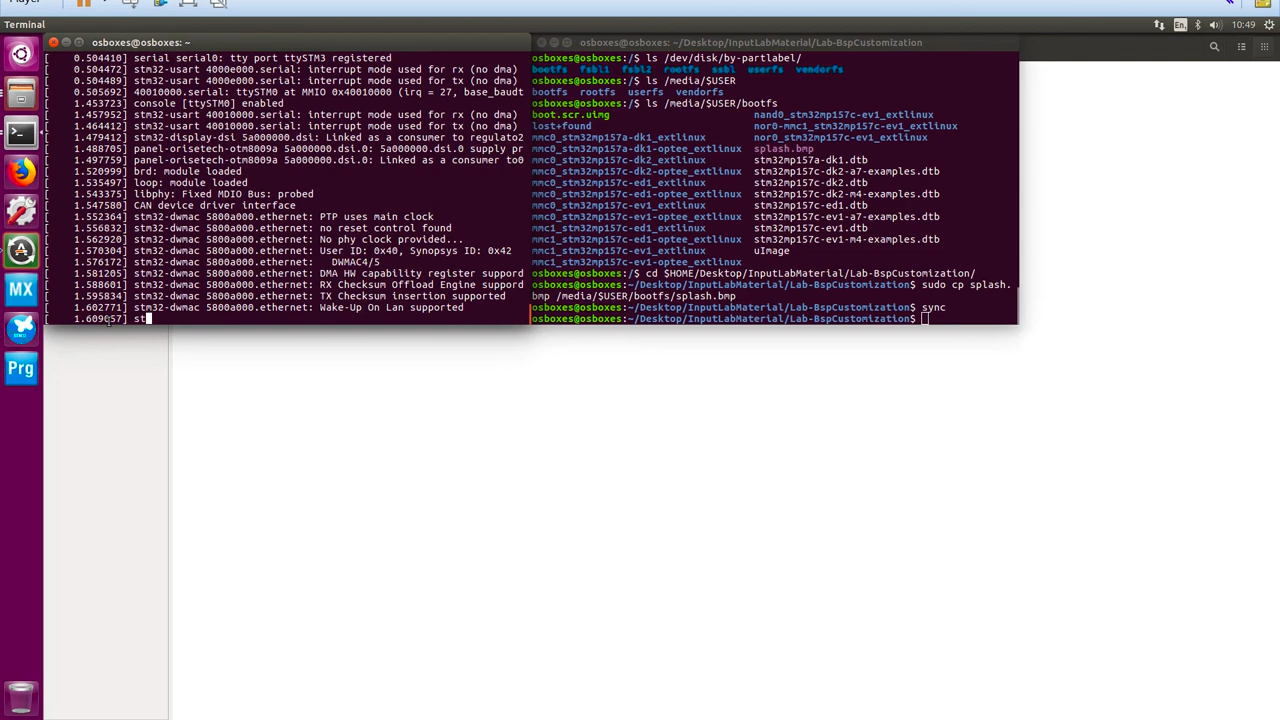 Player
Terminal
En
10:49
osboxes@osboxes: ~
[    0.504410] serial serial0: tty port ttySTM3 registered
[    0.504472] stm32-usart 4000e000.serial: interrupt mode used for rx (no dma)
[    0.504489] stm32-usart 4000e000.serial: interrupt mode used for tx (no dma)
[    0.505692] 40010000.serial: ttySTM0 at MMIO 0x40010000 (irq = 27, base_baudt
[    1.453723] console [ttySTM0] enabled
[    1.457952] stm32-usart 40010000.serial: interrupt mode used for rx (no dma)
[    1.464412] stm32-usart 40010000.serial: interrupt mode used for tx (no dma)
[    1.479412] stm32-display-dsi 5a000000.dsi: Linked as a consumer to regulato2
[    1.488705] panel-orisetech-otm8009a 5a000000.dsi.0: 5a000000.dsi.0 supply pr
[    1.497759] panel-orisetech-otm8009a 5a000000.dsi.0: Linked as a consumer to0
[    1.520999] brd: module loaded
[    1.535497] loop: module loaded
[    1.543375] libphy: Fixed MDIO Bus: probed
[    1.547580] CAN device driver interface
[    1.552364] stm32-dwmac 5800a000.ethernet: PTP uses main clock
[    1.556832] stm32-dwmac 5800a000.ethernet: no reset control found
[    1.562920] stm32-dwmac 5800a000.ethernet: No phy clock provided...
[    1.570304] stm32-dwmac 5800a000.ethernet: User ID: 0x40, Synopsys ID: 0x42
[    1.576172] stm32-dwmac 5800a000.ethernet:   DWMAC4/5
[    1.581205] stm32-dwmac 5800a000.ethernet: DMA HW capability register support
[    1.588601] stm32-dwmac 5800a000.ethernet: RX Checksum Offload Engine support
[    1.595834] stm32-dwmac 5800a000.ethernet: TX Checksum insertion supported
[    1.602771] stm32-dwmac 5800a000.ethernet: Wake-Up On Lan supported
[    1.609657] st
osboxes@osboxes: ~/Desktop/InputLabMaterial/Lab-BspCustomization
osboxes@osboxes:/$ ls /dev/disk/by-partlabel/
bootfs  fsbl1  fsbl2  rootfs  ssbl  userfs  vendorfs
osboxes@osboxes:/$ ls /media/$USER
bootfs  rootfs  userfs  vendorfs
osboxes@osboxes:/$ ls /media/$USER/bootfs
boot.scr.uimg  nand0_stm32mp157c-ev1_extlinux
lost+found  nor0-mmc1_stm32mp157c-ev1_extlinux
mmc0_stm32mp157a-dk1_extlinux  nor0_stm32mp157c-ev1_extlinux
mmc0_stm32mp157a-dk1-optee_extlinux  splash.bmp
mmc0_stm32mp157c-dk2_extlinux  stm32mp157a-dk1.dtb
mmc0_stm32mp157c-dk2-optee_extlinux  stm32mp157c-dk2-a7-examples.dtb
mmc0_stm32mp157c-ed1_extlinux  stm32mp157c-dk2.dtb
mmc0_stm32mp157c-ed1-optee_extlinux  stm32mp157c-dk2-m4-examples.dtb
mmc0_stm32mp157c-ev1_extlinux  stm32mp157c-ed1.dtb
mmc0_stm32mp157c-ev1-optee_extlinux  stm32mp157c-ev1-a7-examples.dtb
mmc1_stm32mp157c-ed1_extlinux  stm32mp157c-ev1.dtb
mmc1_stm32mp157c-ed1-optee_extlinux  stm32mp157c-ev1-m4-examples.dtb
mmc1_stm32mp157c-ev1_extlinux  uImage
mmc1_stm32mp157c-ev1-optee_extlinux
osboxes@osboxes:/$ cd $HOME/Desktop/InputLabMaterial/Lab-BspCustomization/
osboxes@osboxes:~/Desktop/InputLabMaterial/Lab-BspCustomization$ sudo cp splash.
bmp /media/$USER/bootfs/splash.bmp
osboxes@osboxes:~/Desktop/InputLabMaterial/Lab-BspCustomization$ sync
osboxes@osboxes:~/Desktop/InputLabMaterial/Lab-BspCustomization$
MX
Prg